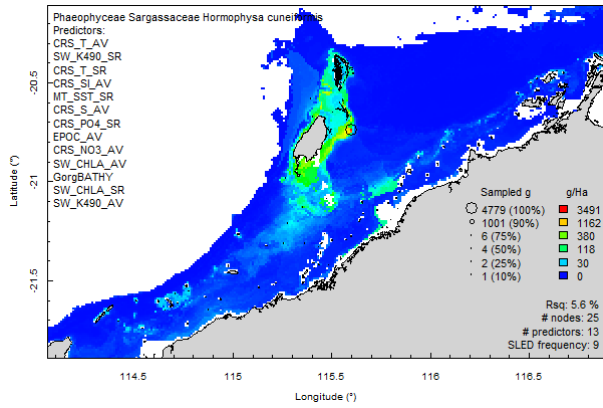 Phaeophyceae Sargassaceae Hormophysa cuneiformis
Predictors:
CRS_T_AV
SW_K490_SR
CRS_T_SR
CRS_SI_AV
MT_SST_SR
CRS_S_AV
CRS_PO4_SR
EPOC_AV
CRS_NO3_AV
SW_CHLA_AV
GorgBATHY
SW_CHLA_SR
SW_K490_AV
-20.5
-21
-21.5
Latitude (°)
Sampled g
4779 (100%)
1001 (90%)
6 (75%)
4 (50%)
2 (25%)
1 (10%)
g/Ha
3491
1162
380
118
30
0
Rsq: 5.6 %
# nodes: 25
# predictors: 13
SLED frequency: 9
114.5
115
115.5
116
116.5
Longitude (°)